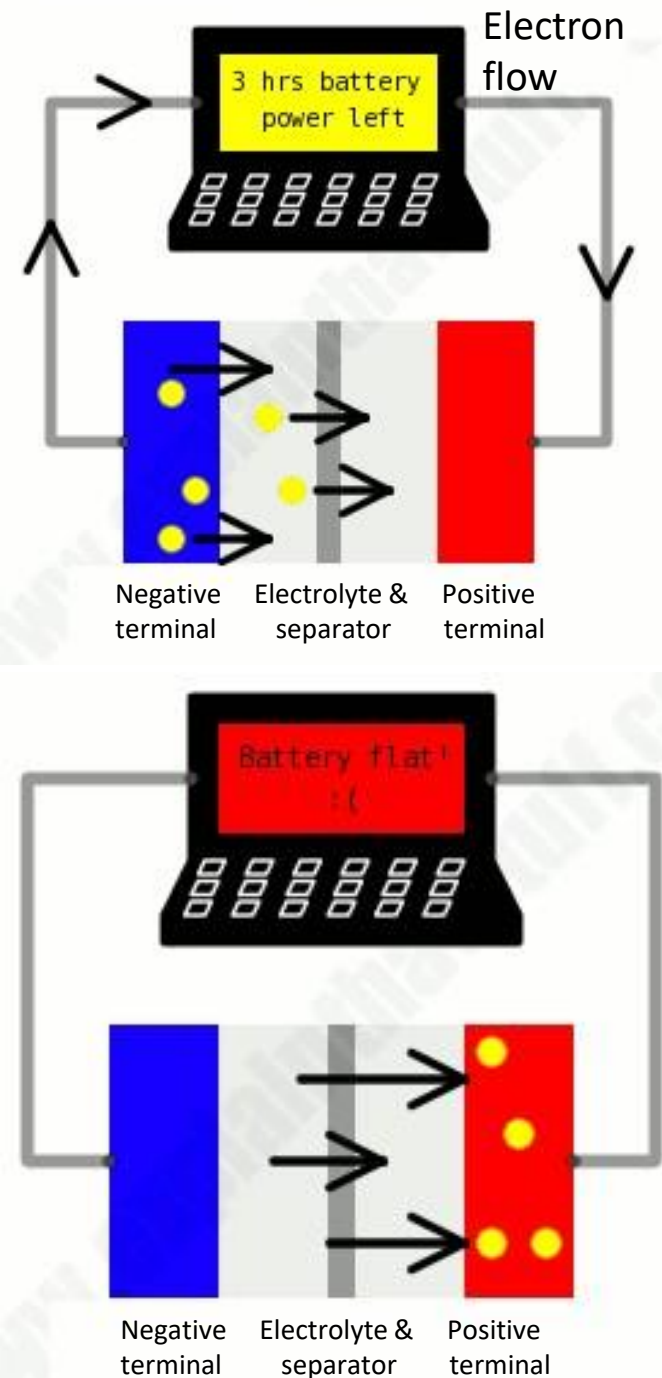 Electron
flow
3 hrs battery
power left
Negative
terminal
Electrolyte &
separator
Positive
terminal
Battery flat!
:(
Negative
terminal
Electrolyte &
separator
Positive
terminal